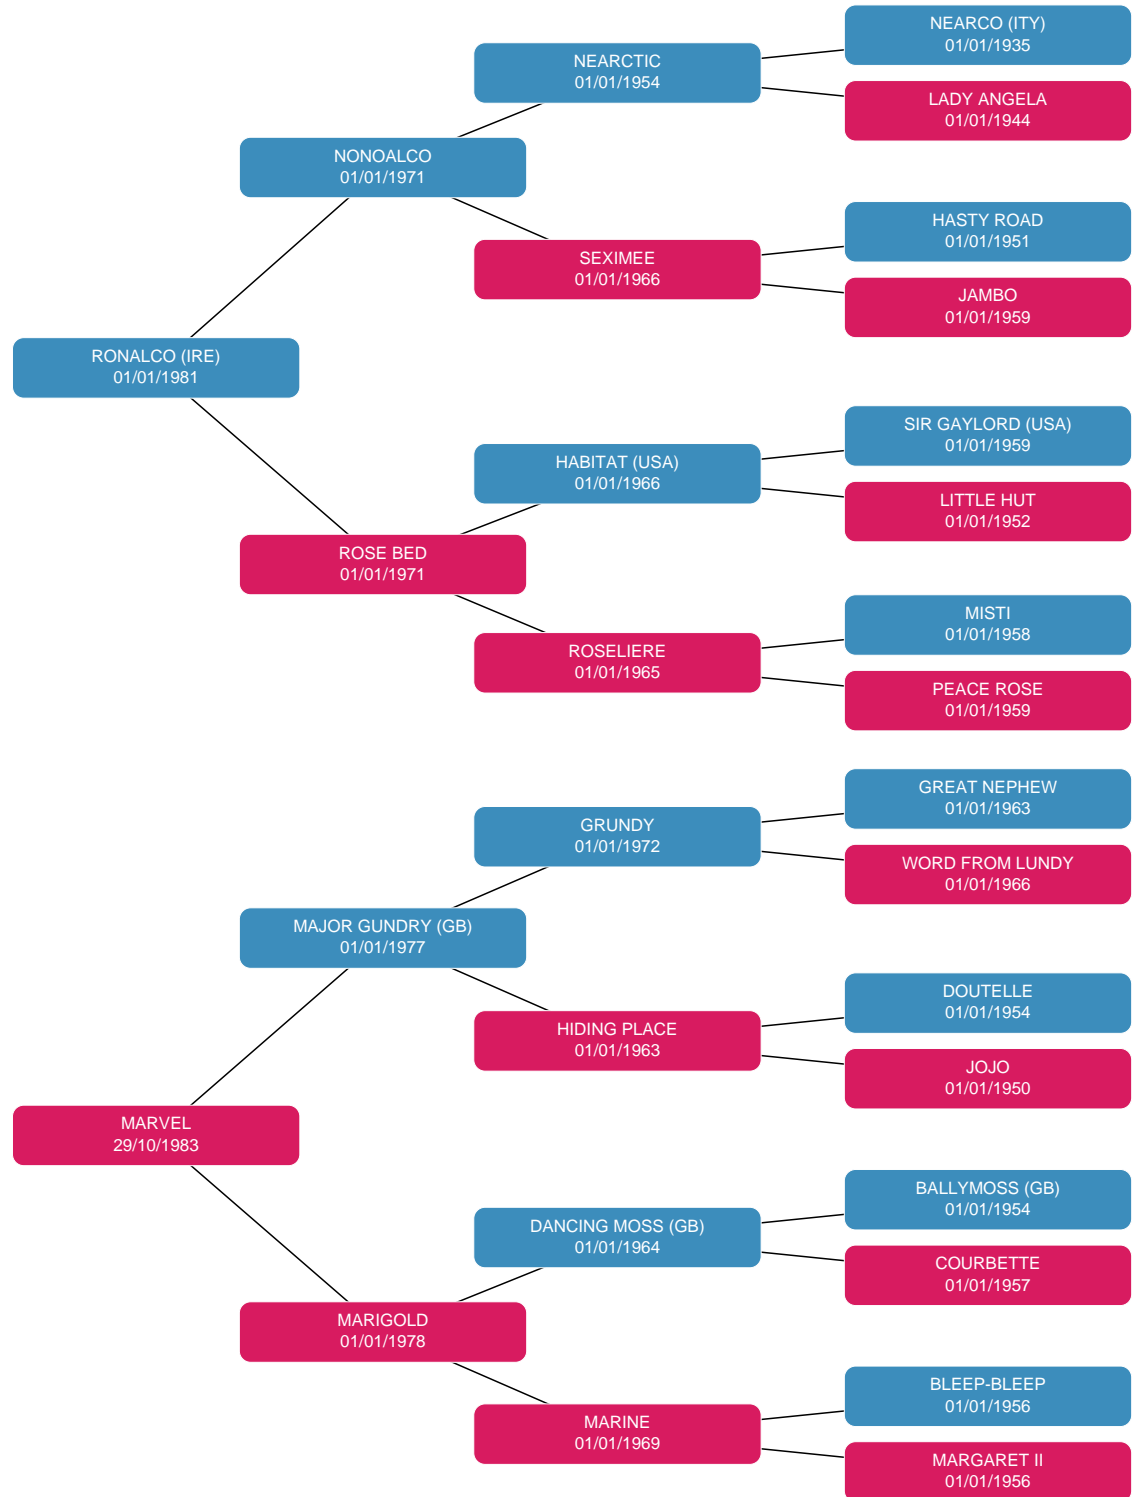 NEARCO (ITY)
01/01/1935
NEARCTIC
01/01/1954
LADY ANGELA
01/01/1944
NONOALCO
01/01/1971
HASTY ROAD
01/01/1951
SEXIMEE
01/01/1966
JAMBO
01/01/1959
RONALCO (IRE)
01/01/1981
SIR GAYLORD (USA)
01/01/1959
HABITAT (USA)
01/01/1966
LITTLE HUT
01/01/1952
ROSE BED
01/01/1971
MISTI
01/01/1958
ROSELIERE
01/01/1965
PEACE ROSE
01/01/1959
GREAT NEPHEW
01/01/1963
GRUNDY
01/01/1972
WORD FROM LUNDY
01/01/1966
MAJOR GUNDRY (GB)
01/01/1977
DOUTELLE
01/01/1954
HIDING PLACE
01/01/1963
JOJO
01/01/1950
MARVEL
29/10/1983
BALLYMOSS (GB)
01/01/1954
DANCING MOSS (GB)
01/01/1964
COURBETTE
01/01/1957
MARIGOLD
01/01/1978
BLEEP-BLEEP
01/01/1956
MARINE
01/01/1969
MARGARET II
01/01/1956